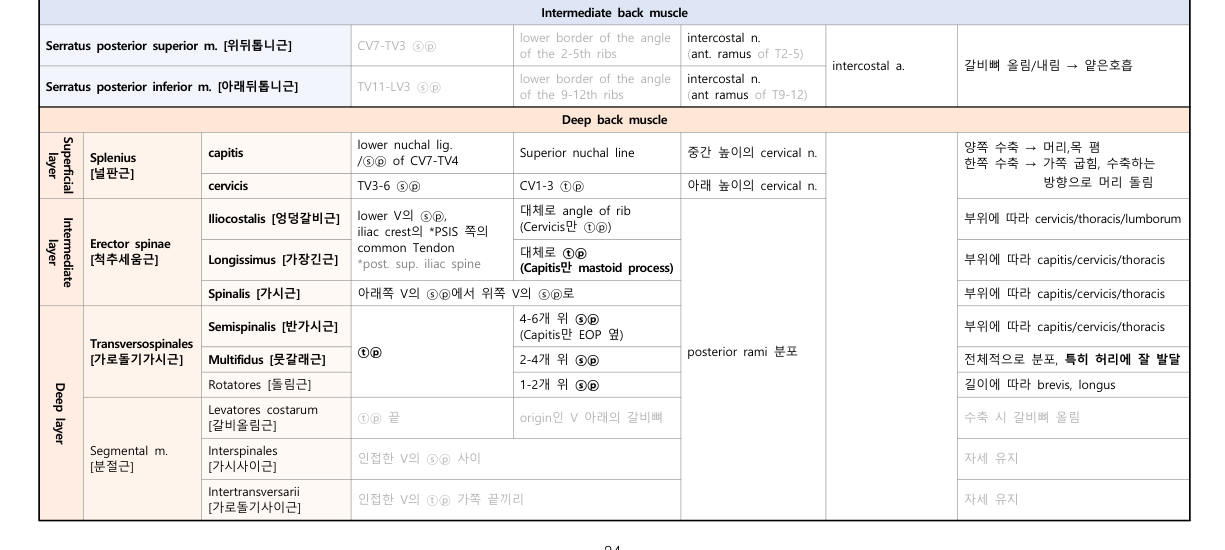 Intermediate back muscle
Serratus posterior superior m. [위뒤톱니근]
CV7-TV3 ⓢⓟ
lower border of the angle
of the 2-5th ribs
intercostal n.
(ant. ramus of T2-5)
intercostal a.
갈비뼈 올림/내림 → 얕은호흡
Serratus posterior inferior m. [아래뒤톱니근]
TV11-LV3 ⓢⓟ
lower border of the angle
of the 9-12th ribs
intercostal n.
(ant ramus of T9-12)
Deep back muscle
Superficial
layer
Splenius
[널판근]
capitis
lower nuchal lig.
/ⓢⓟ of CV7-TV4
Superior nuchal line
중간 높이의 cervical n.
양쪽 수축 → 머리,목 폄
한쪽 수축 → 가쪽 굽힘, 수축하는
방향으로 머리 돌림
cervicis
TV3-6 ⓢⓟ
CV1-3 ⓣⓟ
아래 높이의 cervical n.
Intermediate
layer
Erector spinae
[척추세움근]
Iliocostalis [엉덩갈비근]
lower V의 ⓢⓟ,
iliac crest의 *PSIS 쪽의
common Tendon
*post. sup. iliac spine
대체로 angle of rib
(Cervicis만 ⓣⓟ)
posterior rami 분포
부위에 따라 cervicis/thoracis/lumborum
Longissimus [가장긴근]
대체로 ⓣⓟ
(Capitis만 mastoid process)
부위에 따라 capitis/cervicis/thoracis
Spinalis [가시근]
아래쪽 V의 ⓢⓟ에서 위쪽 V의 ⓢⓟ로
부위에 따라 capitis/cervicis/thoracis
Deep layer
Transversospinales
[가로돌기가시근]
Semispinalis [반가시근]
ⓣⓟ
4-6개 위 ⓢⓟ
(Capitis만 EOP 옆)
부위에 따라 capitis/cervicis/thoracis
Multifidus [뭇갈래근]
2-4개 위 ⓢⓟ
전체적으로 분포, 특히 허리에 잘 발달
Rotatores [돌림근]
1-2개 위 ⓢⓟ
길이에 따라 brevis, longus
Segmental m.
[분절근]
Levatores costarum
[갈비올림근]
ⓣⓟ 끝
origin인 V 아래의 갈비뼈
수축 시 갈비뼈 올림
Interspinales
[가시사이근]
인접한 V의 ⓢⓟ 사이
자세 유지
Intertransversarii
[가로돌기사이근]
인접한 V의 ⓣⓟ 가쪽 끝끼리
자세 유지